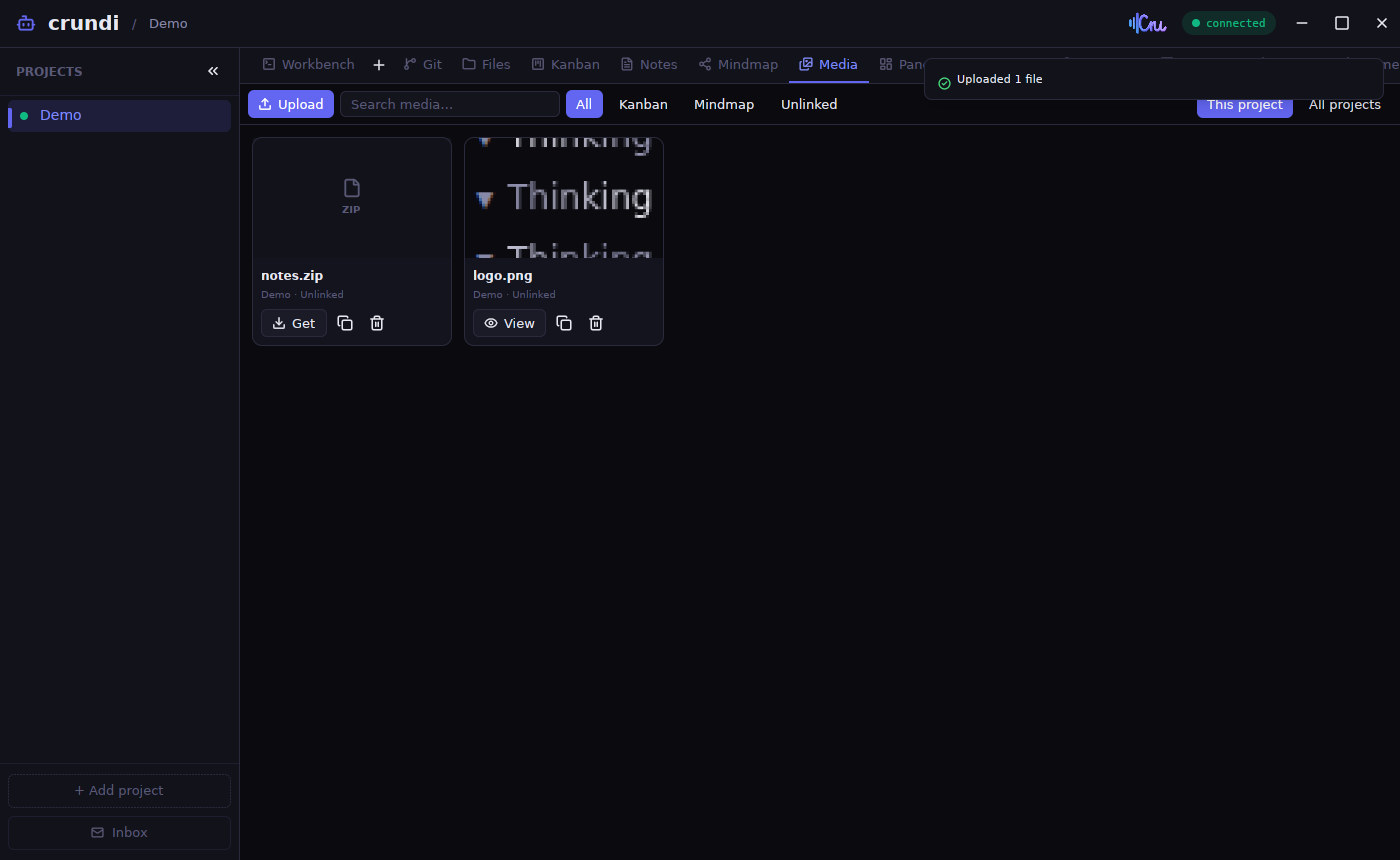 crundi / Demo
Cru
connected
PROJECTS
Workbench
Git
Files
Kanban
Notes
Mindmap
Media
Uploaded 1 file
Demo
Upload
Search media...
All
Kanban
Mindmap
Unlinked
This project
All projects
ZIP
Thinking
Thinking
Thinking
notes.zip
logo.png
Demo · Unlinked
Demo · Unlinked
Get
View
+ Add project
Inbox